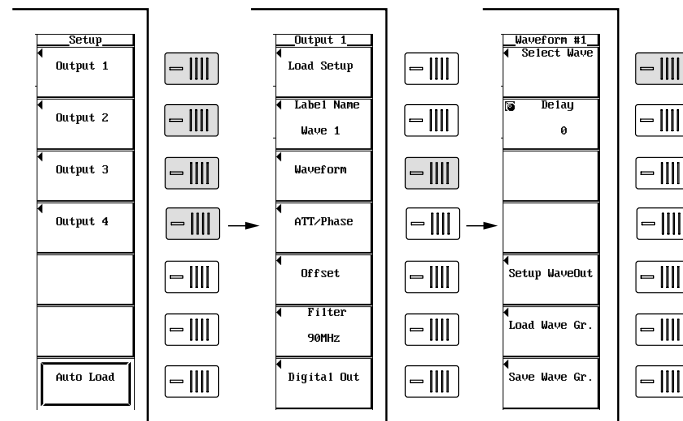 Setup
Output 1
Output 2
Output 3
Output 4
Auto Load
Output 1
Load Setup
Label Name
Wave 1
Waveform
ATT/Phase
Offset
Filter
90MHz
Digital Out
Waveform #1
Select Wave
Delay
0
Setup WaveOut
Load Wave Gr.
Save Wave Gr.